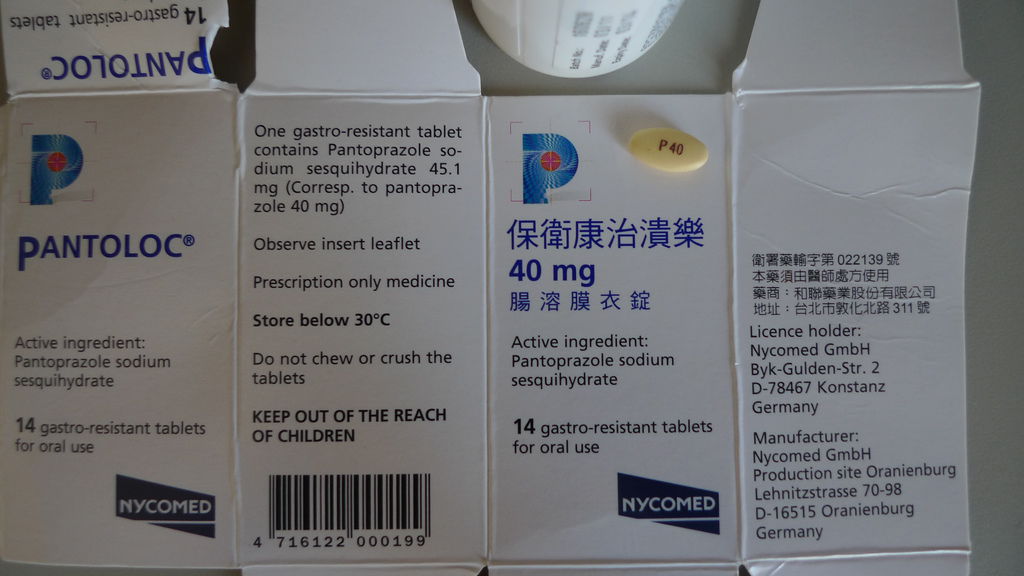 14 gastro-resistant tablets
PANTOLOC®
PANTOLOC®
Active ingredient:
Pantoprazole sodium
sesquihydrate
14 gastro-resistant tablets
for oral use
NYCOMED
One gastro-resistant tablet
contains Pantoprazole so-
dium sesquihydrate 45.1
mg (Corresp. to pantopra-
zole 40 mg)
Observe insert leaflet
Prescription only medicine
Store below 30°C
Do not chew or crush the
tablets
KEEP OUT OF THE REACH
OF CHILDREN
4 716122 000199
P40
保衛康治潰樂
40 mg
腸溶膜衣錠
Active ingredient:
Pantoprazole sodium
sesquihydrate
14 gastro-resistant tablets
for oral use
NYCOMED
衛署藥輸字第 022139 號
本藥須由醫師處方使用
藥商：和聯藥業股份有限公司
地址：台北市敦化北路 311 號
Licence holder:
Nycomed GmbH
Byk-Gulden-Str. 2
D-78467 Konstanz
Germany
Manufacturer:
Nycomed GmbH
Production site Oranienburg
Lehnitzstrasse 70-98
D-16515 Oranienburg
Germany